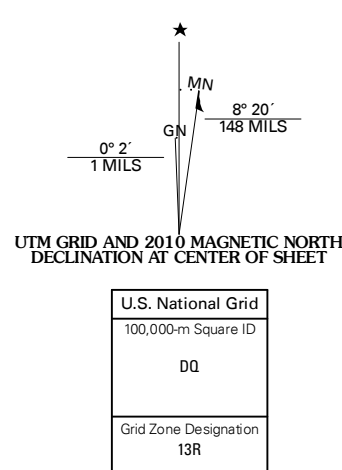 MN
8° 20´
148 MILS
GN
0° 2´
1 MILS
UTM GRID AND 2010 MAGNETIC NORTH
DECLINATION AT CENTER OF SHEET
U.S. National Grid
100,000-m Square ID
DQ
Grid Zone Designation
13R